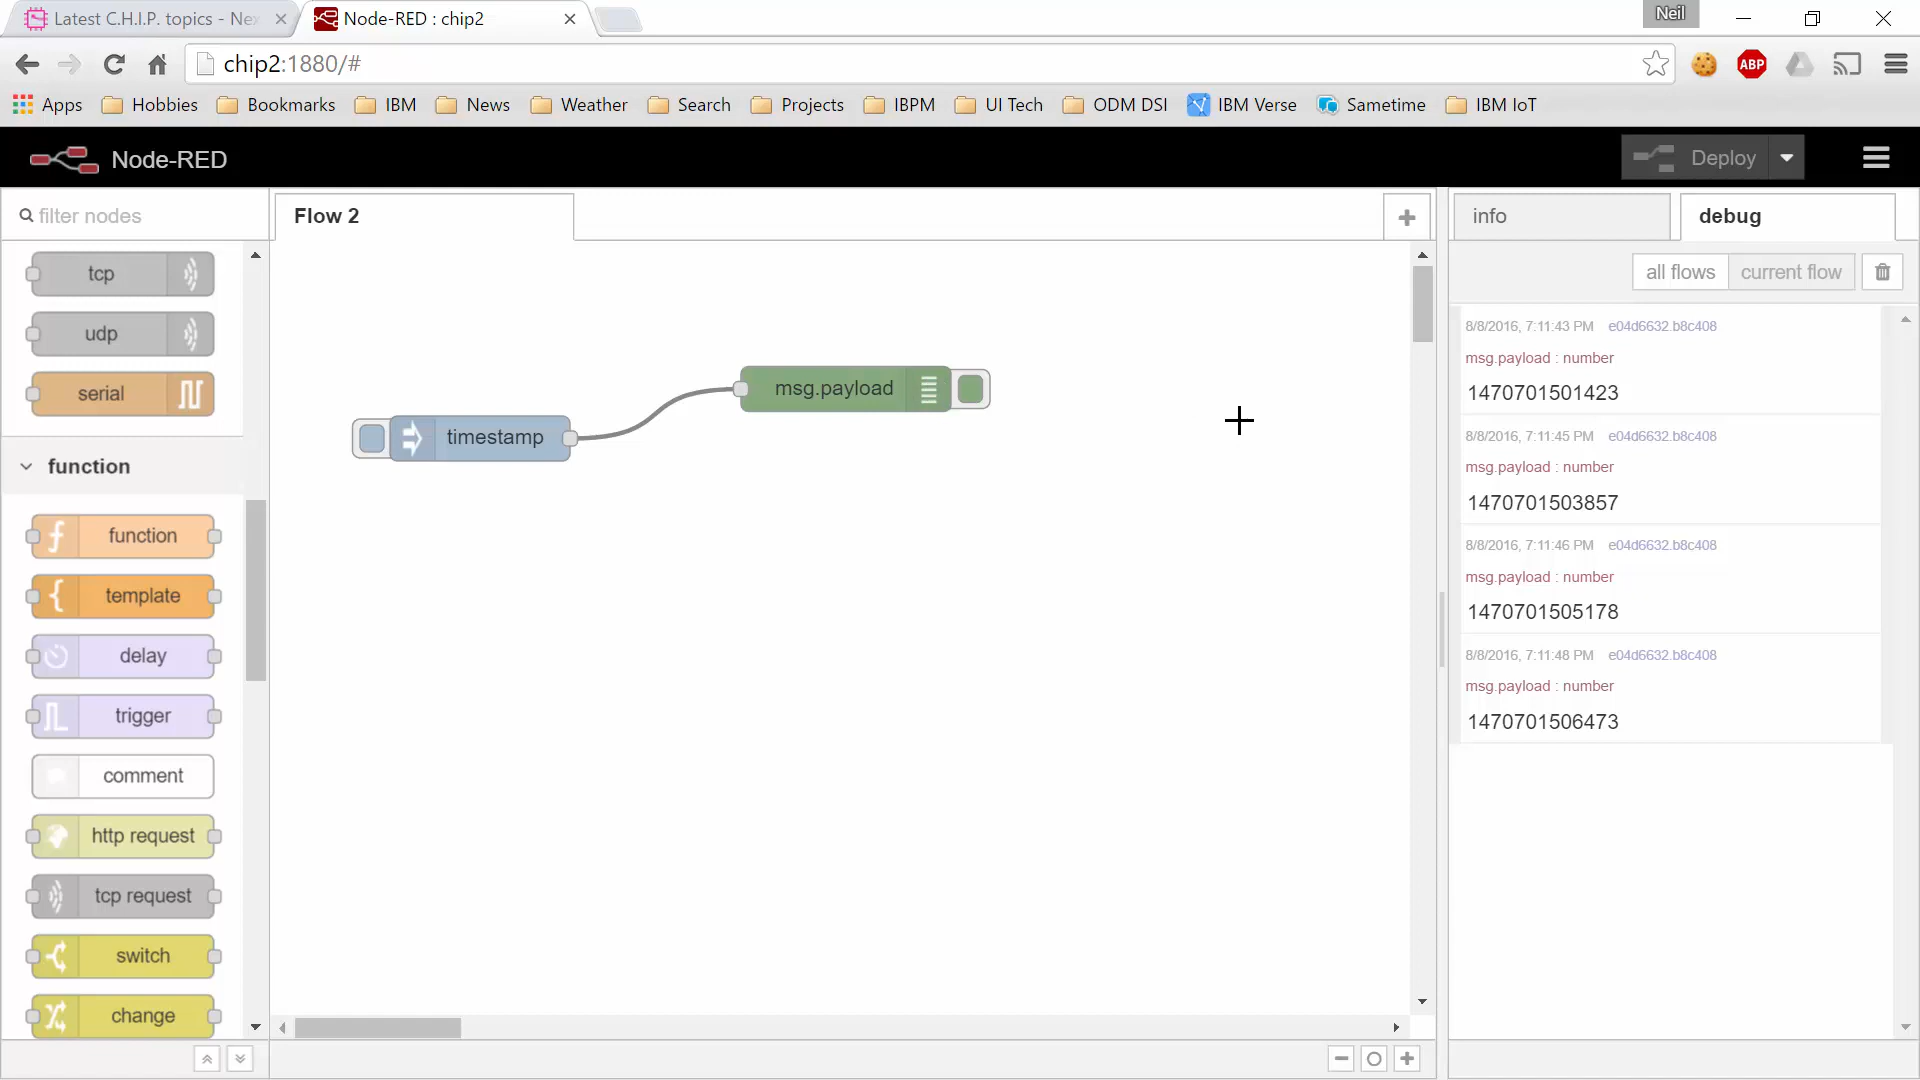 Latest C.H.I.P. topics - Nex
Node-RED : chip2
Neil
chip2:1880/#
ABP
Apps
Hobbies
Bookmarks
IBM
News
Weather
Search
Projects
IBPM
UI Tech
ODM DSI
IBM Verse
Sametime
IBM IoT
Node-RED
Deploy
filter nodes
Flow 2
info
debug
all flows
current flow
tcp
udp
serial
function
function
template
delay
trigger
comment
http request
tcp request
switch
change
timestamp
msg.payload
8/8/2016, 7:11:43 PM e04d6632.b8c408
msg.payload : number
1470701501423
8/8/2016, 7:11:45 PM e04d6632.b8c408
msg.payload : number
1470701503857
8/8/2016, 7:11:46 PM e04d6632.b8c408
msg.payload : number
1470701505178
8/8/2016, 7:11:48 PM e04d6632.b8c408
msg.payload : number
1470701506473